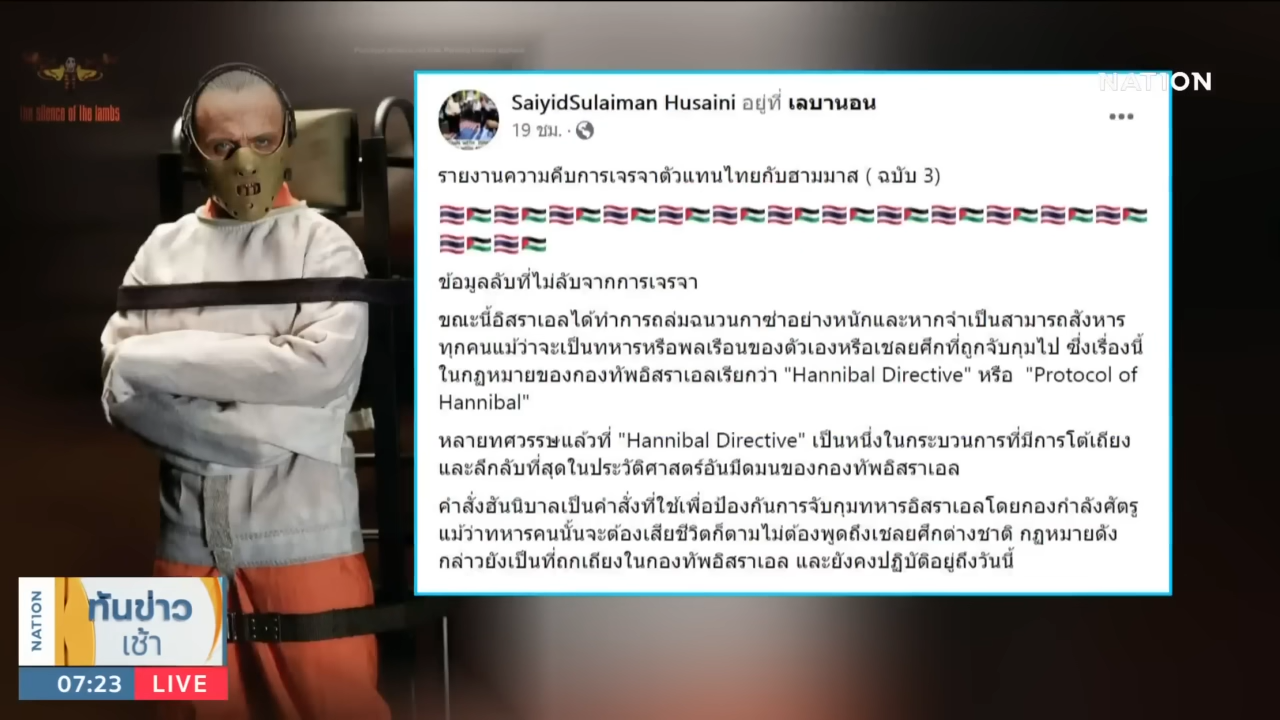 the silence of the lambs
NATION
SaiyidSulaiman Husaini อยู่ที่ เลบานอน
19 ชม. ·
รายงานความคืบการเจรจาตัวแทนไทยกับฮามมาส ( ฉบับ 3)
ข้อมูลลับที่ไม่ลับจากการเจรจา
ขณะนี้อิสราเอลได้ทำการถล่มฉนวนกาซ่าอย่างหนักและหากจำเป็นสามารถสังหาร
ทุกคนแม้ว่าจะเป็นทหารหรือพลเรือนของตัวเองหรือเชลยศึกที่ถูกจับกุมไป ซึ่งเรื่องนี้
ในกฏหมายของกองทัพอิสราเอลเรียกว่า "Hannibal Directive" หรือ "Protocol of
Hannibal"
หลายทศวรรษแล้วที่ "Hannibal Directive" เป็นหนึ่งในกระบวนการที่มีการโต้เถียง
และลึกลับที่สุดในประวัติศาสตร์อันมืดมนของกองทัพอิสราเอล
คำสั่งฮันนิบาลเป็นคำสั่งที่ใช้เพื่อป้องกันการจับกุมทหารอิสราเอลโดยกองกำลังศัตรู
แม้ว่าทหารคนนั้นจะต้องเสียชีวิตก็ตามไม่ต้องพูดถึงเชลยศึกต่างชาติ กฏหมายดัง
กล่าวยังเป็นที่ถกเถียงในกองทัพอิสราเอล และยังคงปฏิบัติอยู่ถึงวันนี้
NATION
ทันข่าว
เช้า
07:23 LIVE